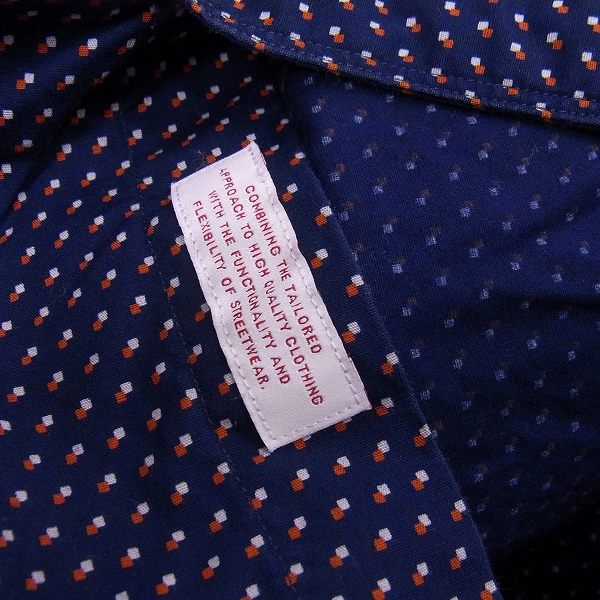 COMBINING THE TAILORED
APPROACH TO HIGH QUALITY CLOTHING
WITH THE FUNCTIONALITY AND
FLEXIBILITY OF STREETWEAR.